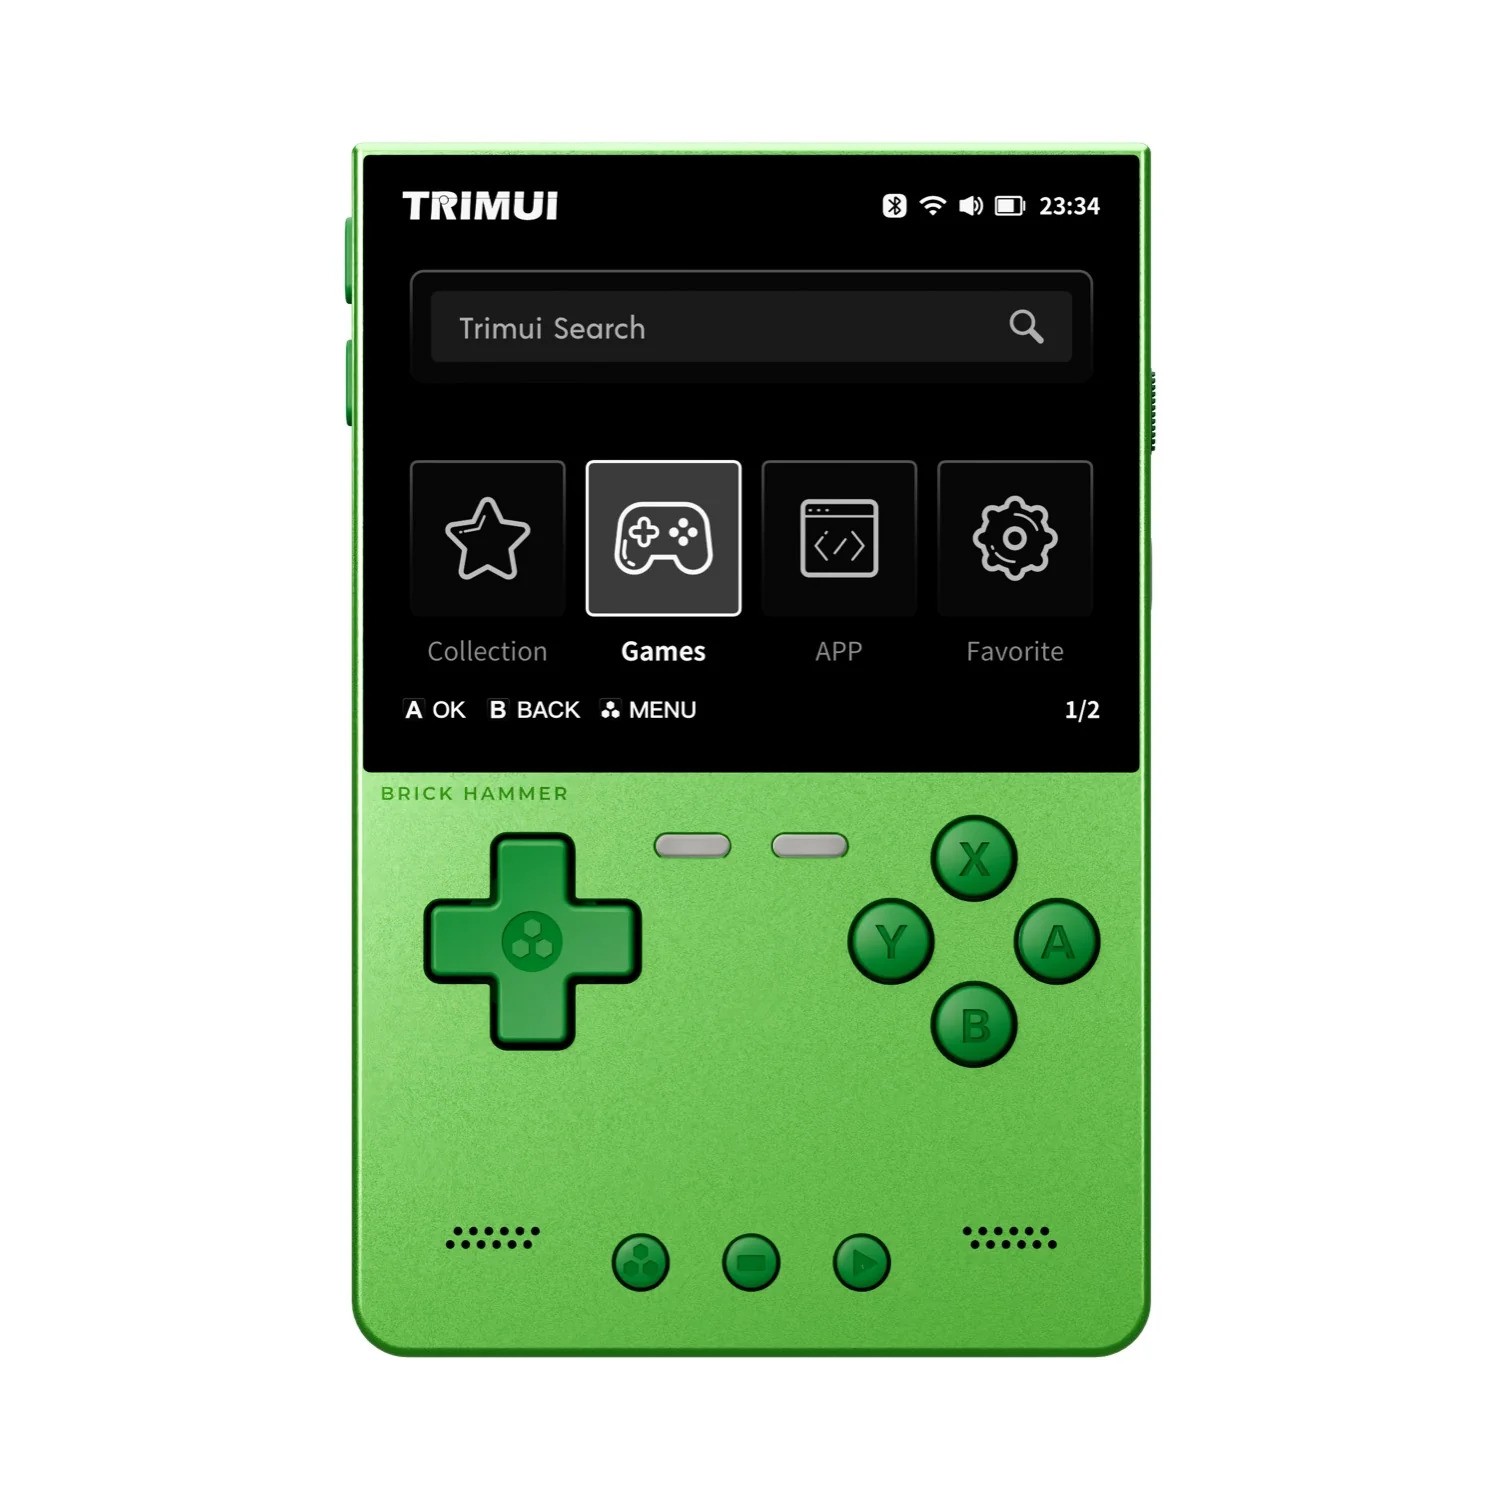 TRIMUI 23:34
Trimui Search
Collection Games APP Favorite
A OK B BACK MENU 1/2
BRICK HAMMER
X
Y A
B